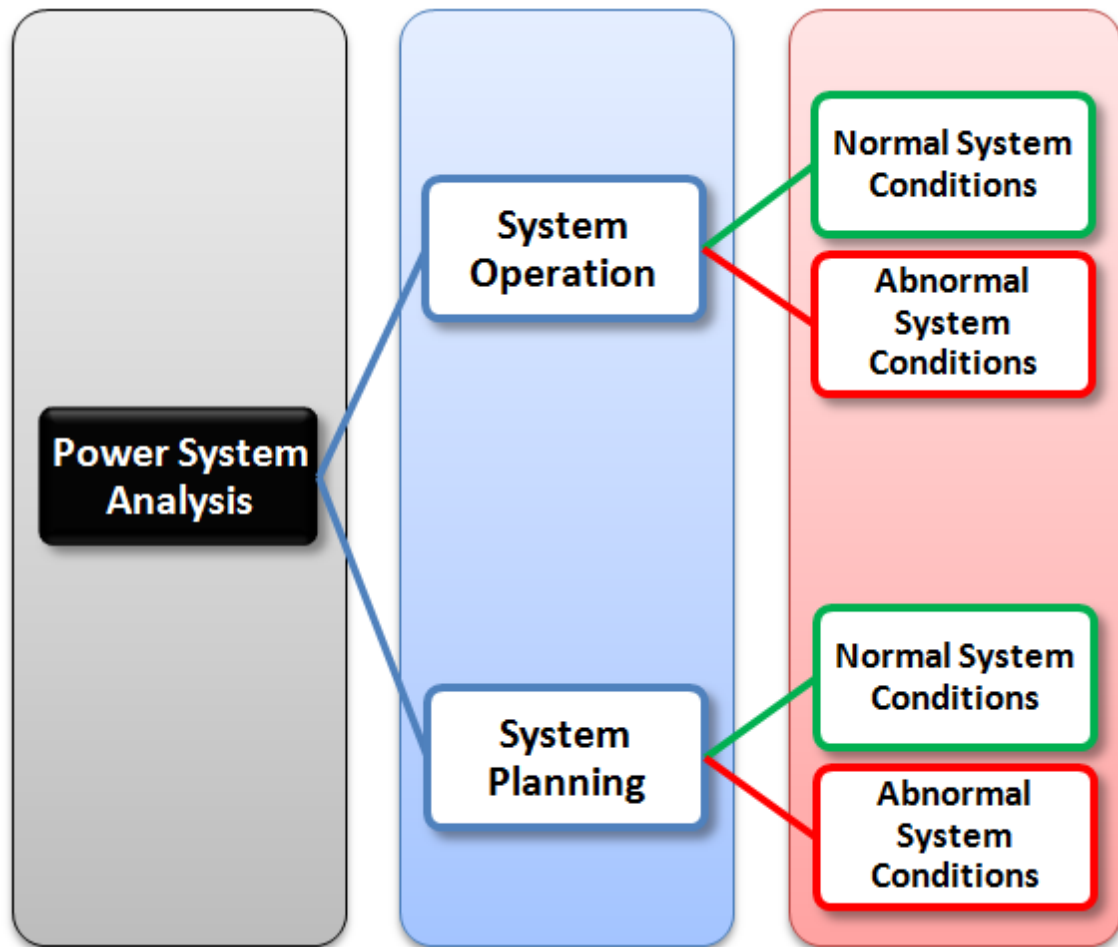 Power System
Analysis
System
Operation
Normal System
Conditions
Abnormal
System
Conditions
System
Planning
Normal System
Conditions
Abnormal
System
Conditions